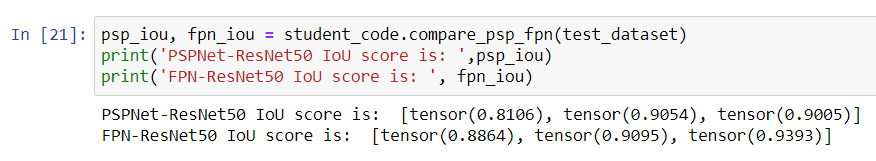 In [21]: psp_iou, fpn_iou = student_code.compare_psp_fpn(test_dataset)
print('PSPNet-ResNet50 IoU score is: ',psp_iou)
print('FPN-ResNet50 IoU score is: ', fpn_iou)
PSPNet-ResNet50 IoU score is:  [tensor(0.8106), tensor(0.9054), tensor(0.9005)]
FPN-ResNet50 IoU score is:  [tensor(0.8864), tensor(0.9095), tensor(0.9393)]